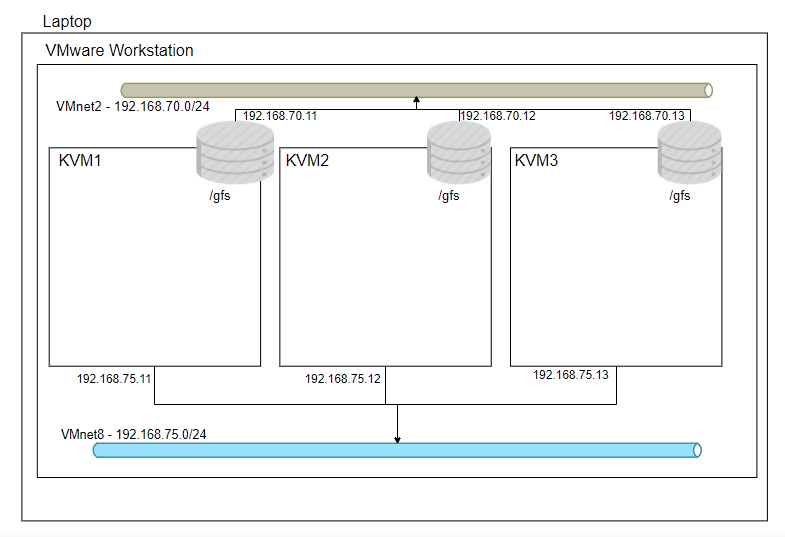 Laptop
VMware Workstation
VMnet2 - 192.168.70.0/24
192.168.70.11
192.168.70.12
192.168.70.13
KVM1
KVM2
KVM3
/gfs
/gfs
/gfs
192.168.75.11
192.168.75.12
192.168.75.13
VMnet8 - 192.168.75.0/24